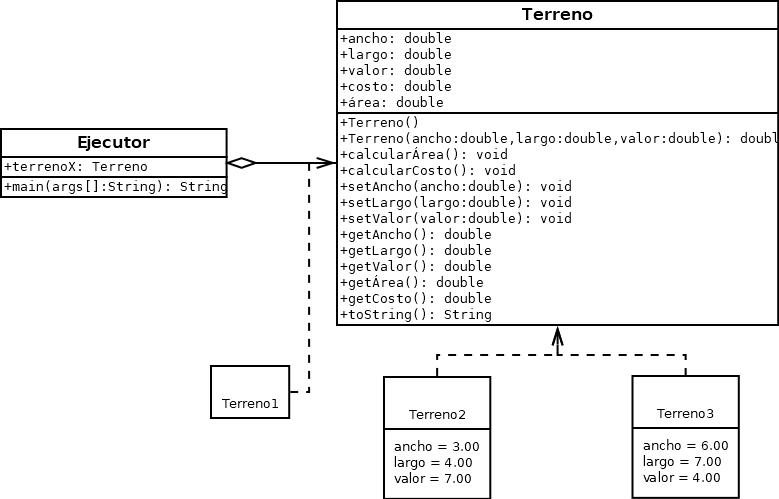 Terreno
+ancho: double
+largo: double
+valor: double
+costo: double
+área: double
+Terreno()
+Terreno(ancho:double,largo:double,valor:double): doubl
+calcularÁrea(): void
+calcularCosto(): void
+setAncho(ancho:double): void
+setLargo(largo:double): void
+setValor(valor:double): void
+getAncho(): double
+getLargo(): double
+getValor(): double
+getÁrea(): double
+getCosto(): double
+toString(): String
Ejecutor
+terrenoX: Terreno
+main(args[]:String): String
Terreno1
Terreno2
ancho = 3.00
largo = 4.00
valor = 7.00
Terreno3
ancho = 6.00
largo = 7.00
valor = 4.00